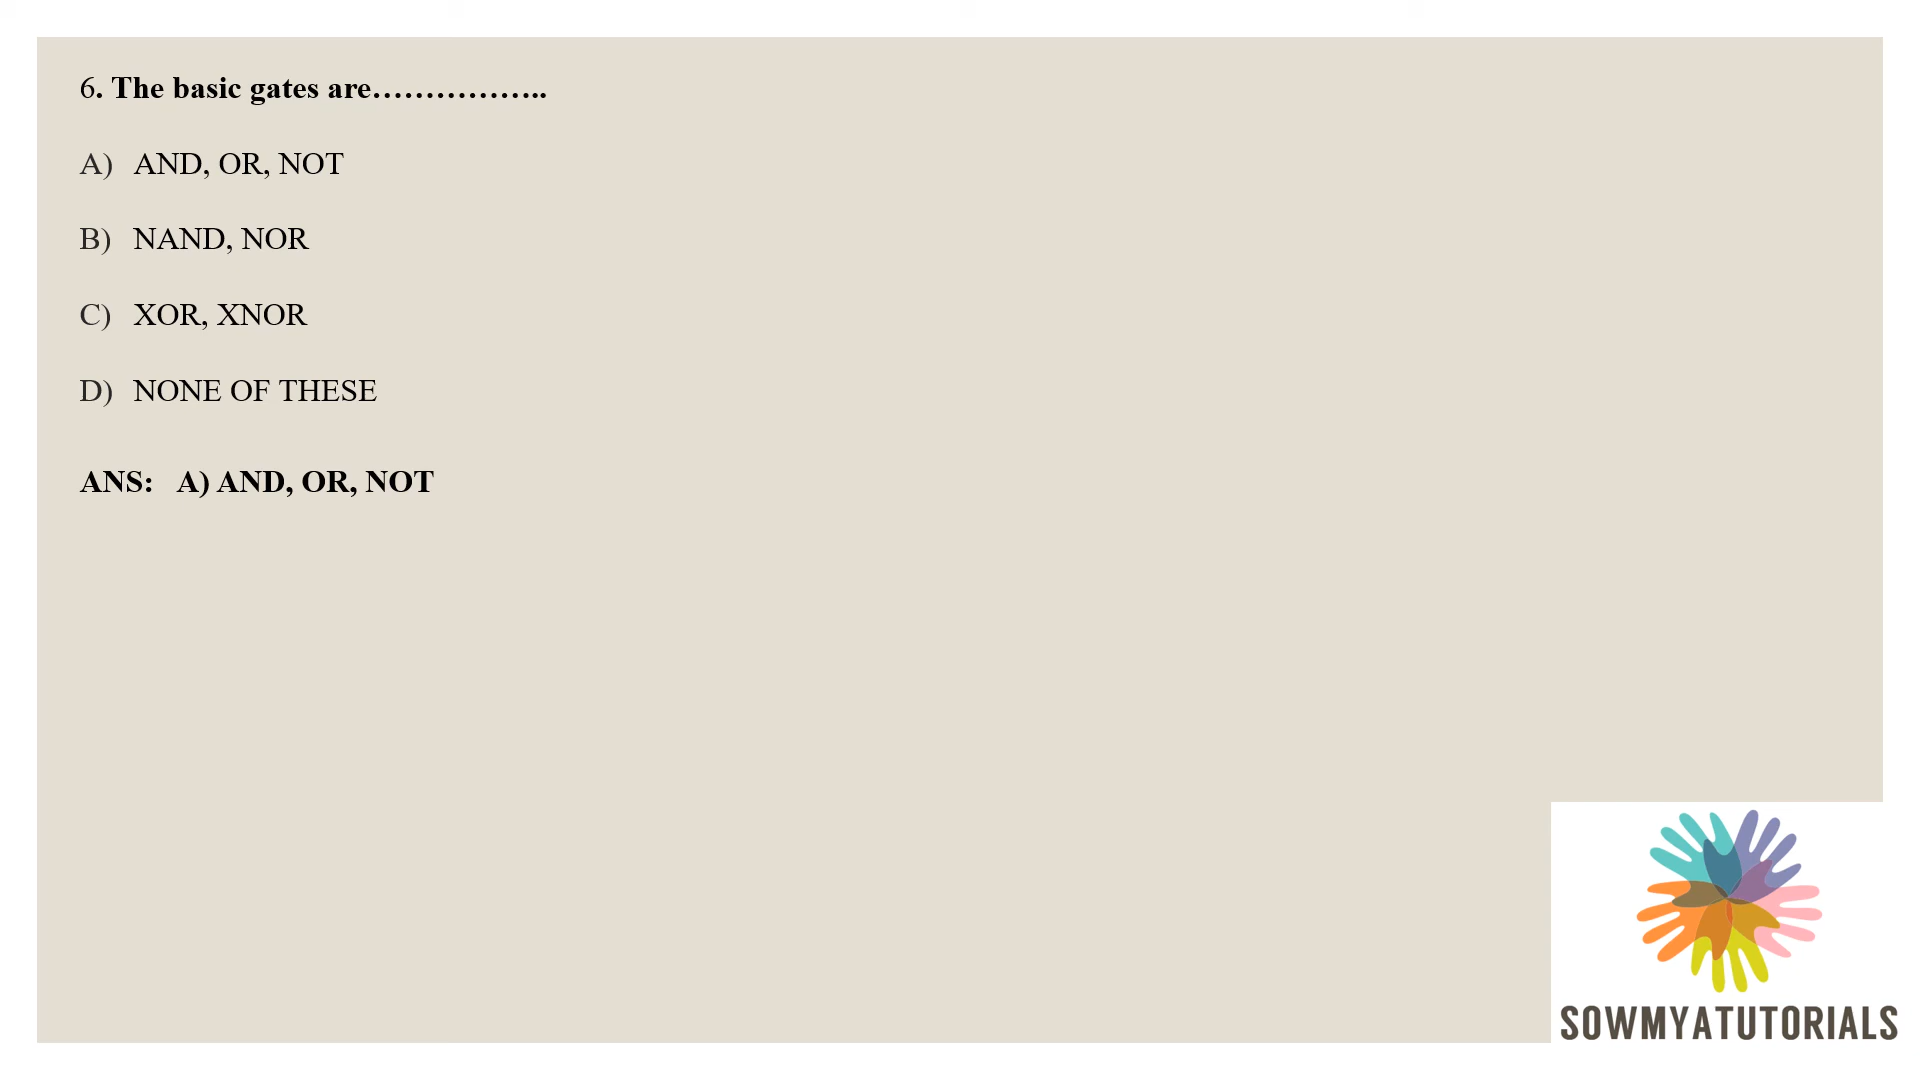 6. The basic gates are……………..
A) AND, OR, NOT
B) NAND, NOR
C) XOR, XNOR
D) NONE OF THESE
ANS: A) AND, OR, NOT
SOWMYATUTORIALS